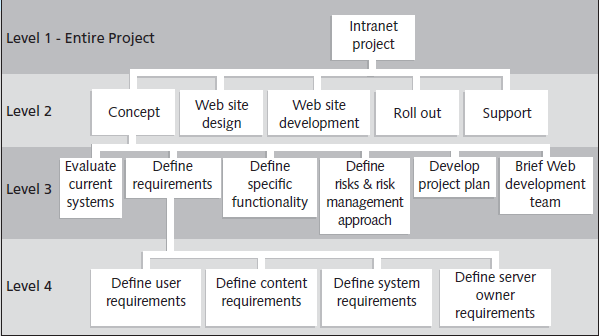 Level 1 - Entire Project
Intranet
project
Level 2
Concept
Web site
design
Web site
development
Roll out
Support
Level 3
Evaluate
current
systems
Define
requirements
Define
specific
functionality
Define
risks & risk
management
approach
Develop
project plan
Brief Web
development
team
Level 4
Define user
requirements
Define content
requirements
Define system
requirements
Define server
owner
requirements